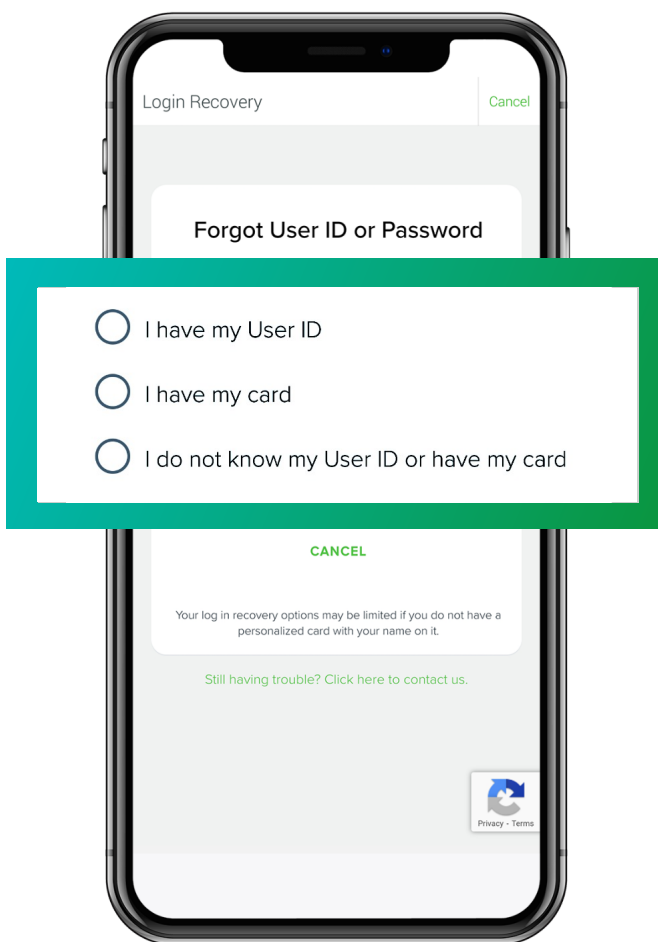 Login Recovery
Cancel
Forgot User ID or Password
I have my User ID
I have my card
I do not know my User ID or have my card
CANCEL
Your log in recovery options may be limited if you do not have a
personalized card with your name on it.
Still having trouble? Click here to contact us.
Privacy - Terms